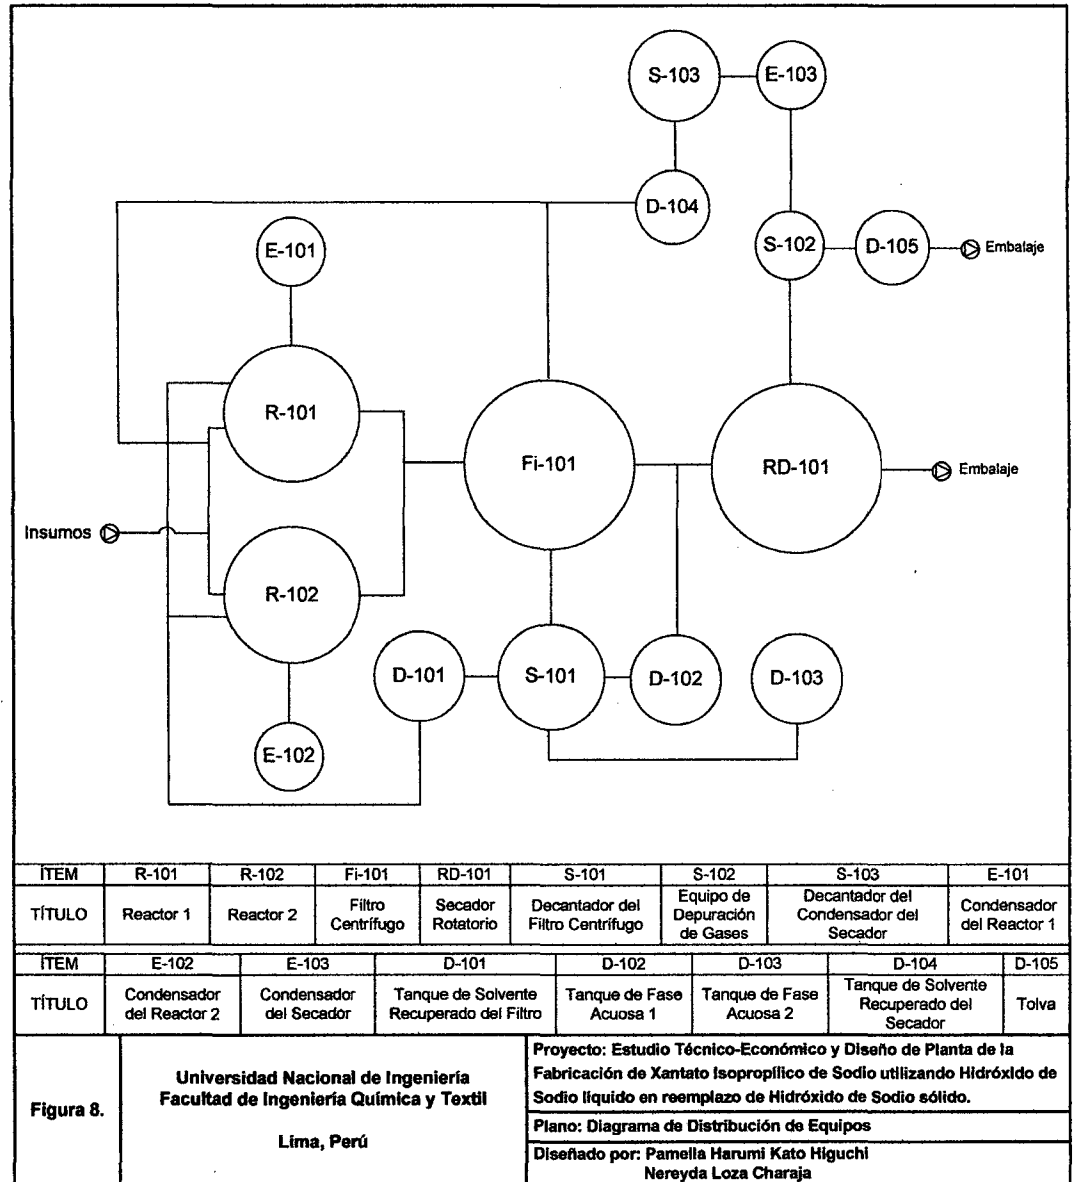 S-103
E-103
D-104
E-101
S-102
D-105
Embalaje
R-101
Fi-101
RD-101
Embalaje
Insumos
R-102
D-101
S-101
D-102
D-103
E-102
ÍTEM R-101 R-102 Fi-101 RD-101 S-101 S-102 S-103 E-101
TÍTULO Reactor 1 Reactor 2 Filtro Centrífugo Secador Rotatorio Decantador del Filtro Centrífugo Equipo de Depuración de Gases Decantador del Condensador del Secador Condensador del Reactor 1
ÍTEM E-102 E-103 D-101 D-102 D-103 D-104 D-105
TÍTULO Condensador del Reactor 2 Condensador del Secador Tanque de Solvente Recuperado del Filtro Tanque de Fase Acuosa 1 Tanque de Fase Acuosa 2 Tanque de Solvente Recuperado del Secador Tolva
Figura 8.
Universidad Nacional de Ingeniería
Facultad de Ingeniería Química y Textil
Lima, Perú
Proyecto: Estudio Técnico-Económico y Diseño de Planta de la
Fabricación de Xantato Isopropílico de Sodio utilizando Hidróxido de
Sodio líquido en reemplazo de Hidróxido de Sodio sólido.
Plano: Diagrama de Distribución de Equipos
Diseñado por: Pamella Harumi Kato Higuchi
Nereyda Loza Charaja